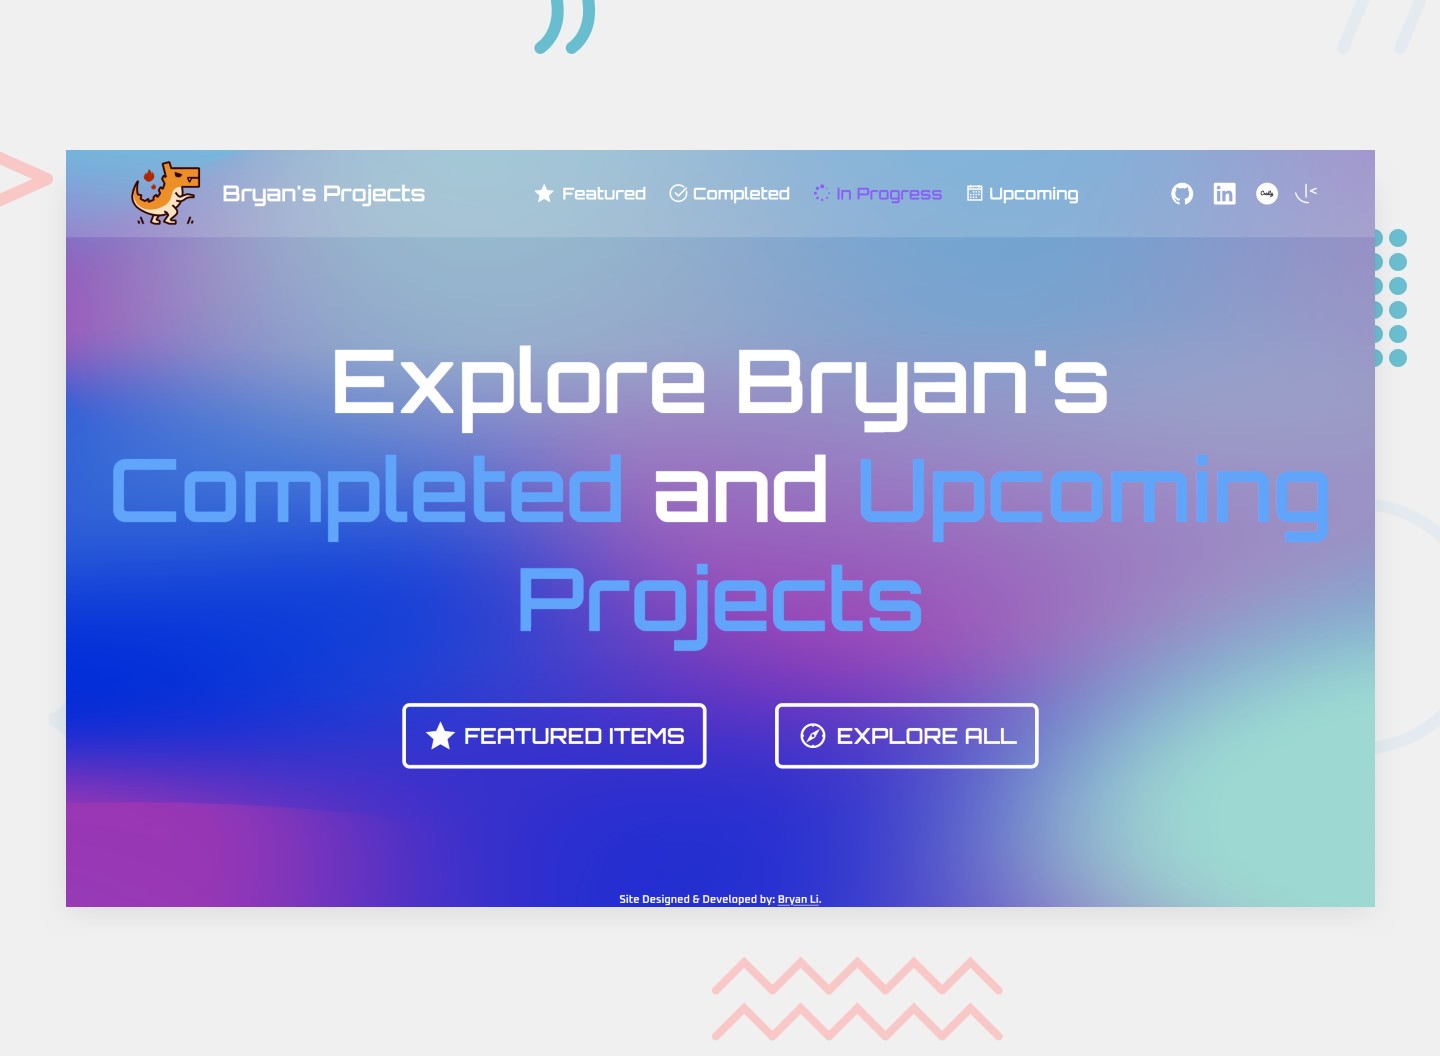 Bryan's Projects
Featured
Completed
In Progress
Upcoming
Explore Bryan's
Completed and Upcoming
Projects
FEATURED ITEMS
EXPLORE ALL
Site Designed & Developed by: Bryan Li.